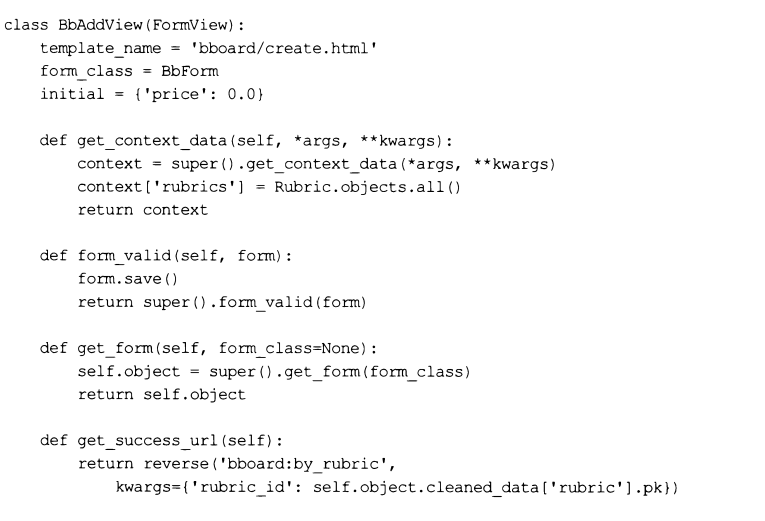 class BbAddView(FormView):
    template_name = 'bboard/create.html'
    form_class = BbForm
    initial = {'price': 0.0}

    def get_context_data(self, *args, **kwargs):
        context = super().get_context_data(*args, **kwargs)
        context['rubrics'] = Rubric.objects.all()
        return context

    def form_valid(self, form):
        form.save()
        return super().form_valid(form)

    def get_form(self, form_class=None):
        self.object = super().get_form(form_class)
        return self.object

    def get_success_url(self):
        return reverse('bboard:by_rubric',
            kwargs={'rubric_id': self.object.cleaned_data['rubric'].pk})